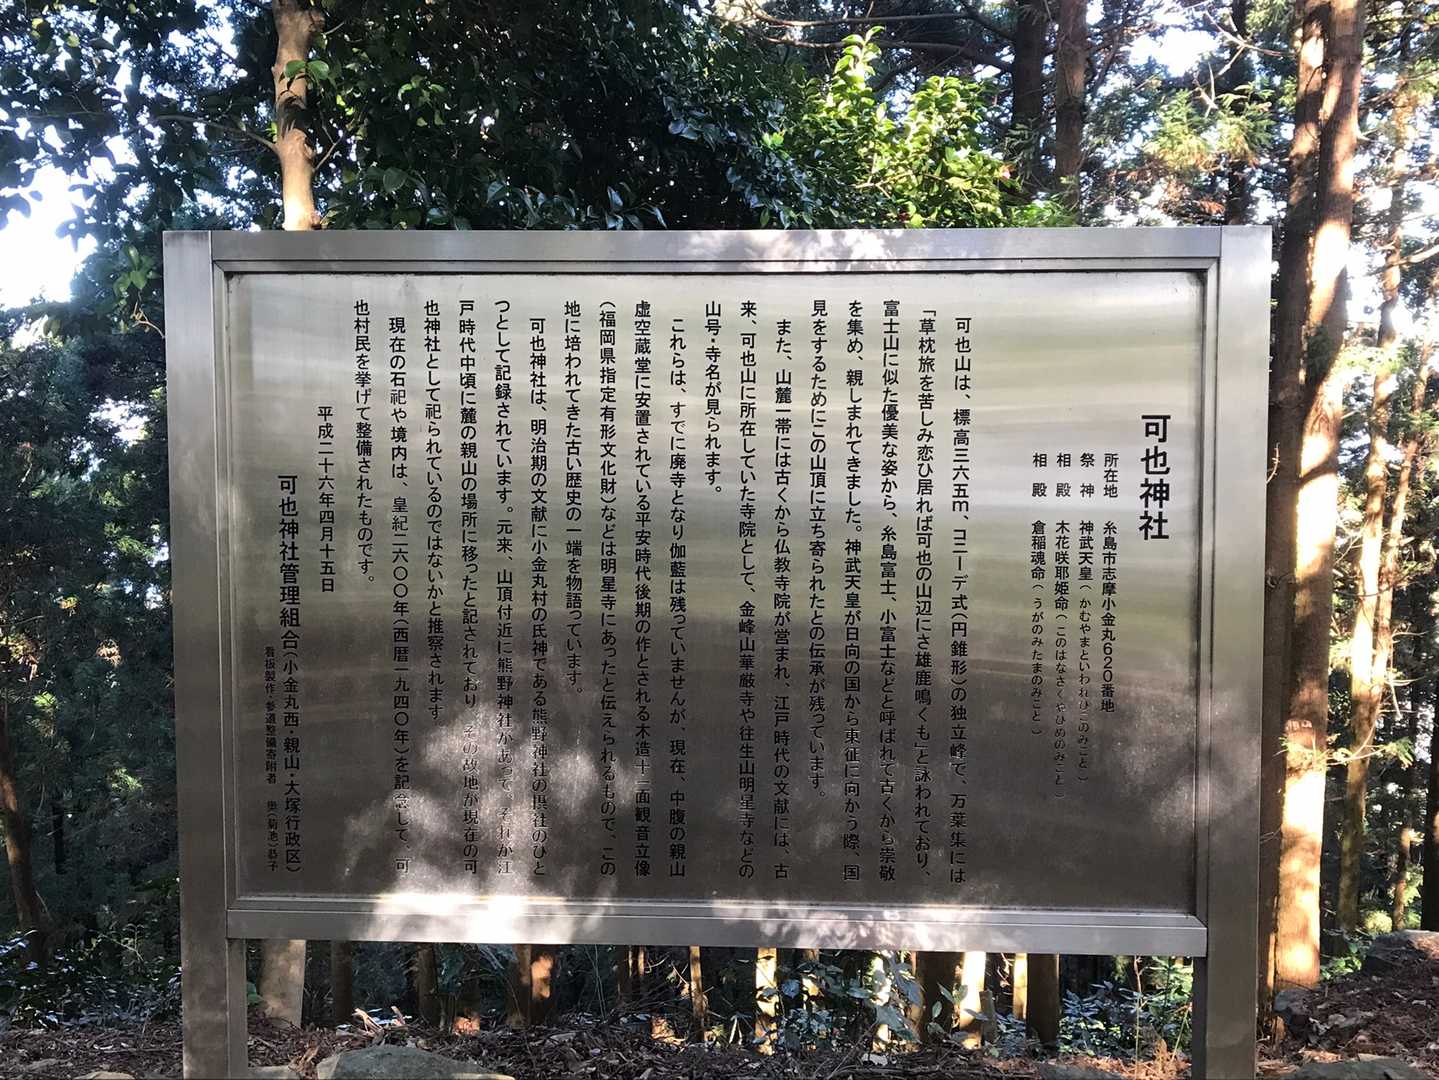 可也神社
所在地 糸島市志摩小金丸620番地
祭 神 神武天皇(かむやまといわれひこのみこと)
相 殿 木花咲耶姫命(このはなさくやひめのみこと)
相 殿 倉稲魂命(うがのみたまのみこと)
可也山は、標高三六五m、コニーデ式(円錐形)の独立峰で、万葉集には
「草枕旅を苦しみ恋ひ居れば可也の山辺にさ雄鹿鳴くも」と詠われており、
富士山に似た優美な姿から、糸島富士、小富士などと呼ばれて古くから崇敬
を集め、親しまれてきました。神武天皇が日向の国から東征に向かう際、国
見をするためにこの山頂に立ち寄られたとの伝承が残っています。
また、山麓一帯には古くから仏教寺院が営まれ、江戸時代の文献には、古
来、可也山に所在していた寺院として、金峰山華厳寺や往生山明星寺などの
山号・寺名が見られます。
これらは、すでに廃寺となり伽藍は残っていませんが、現在、中腹の親山
虚空蔵堂に安置されている平安時代後期の作とされる木造十一面観音立像
(福岡県指定有形文化財)などは明星寺にあったと伝えられるもので、この
地に培われてきた古い歴史の一端を物語っています。
可也神社は、明治期の文献に小金丸村の氏神である熊野神社の摂社のひと
つとして記録されています。元来、山頂付近に熊野神社があって、それが江
戸時代中頃に麓の親山の場所に移ったと記されており、その故地が現在の可
也神社として祀られているのではないかと推察されます
現在の石祀や境内は、皇紀二六〇〇年(西暦一九四〇年)を記念して、可
也村民を挙げて整備されたものです。
平成二十六年四月十五日
可也神社管理組合(小金丸西・親山・大塚行政区)
看板製作・参道整備寄附者 奥(菊池)恭子